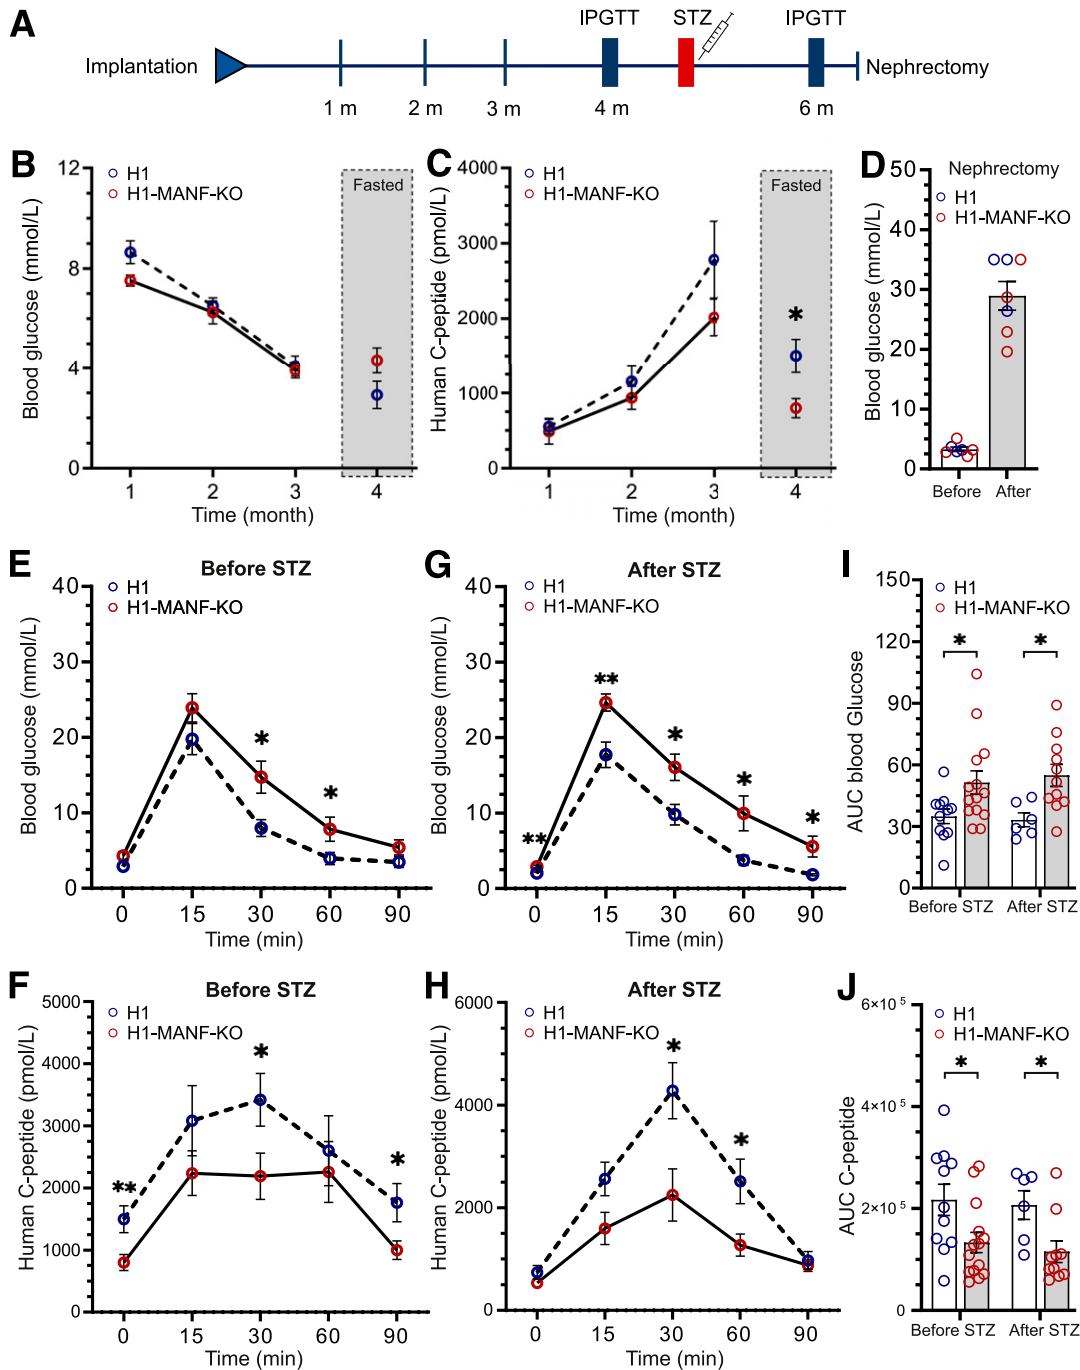 A
IPGTT
STZ
IPGTT
Implantation
Nephrectomy
1 m
2 m
3 m
4 m
6 m
B
Blood glucose (mmol/L)
12
8
4
0
H1
H1-MANF-KO
Fasted
1
2
3
4
Time (month)
C
Human C-peptide (pmol/L)
4000
3000
2000
1000
0
H1
H1-MANF-KO
Fasted
*
1
2
3
4
Time (month)
D
Blood glucose (mmol/L)
50
40
30
20
10
0
Nephrectomy
H1
H1-MANF-KO
Before
After
E
Before STZ
Blood glucose (mmol/L)
40
30
20
10
0
H1
H1-MANF-KO
*
*
0
15
30
60
90
Time (min)
G
After STZ
Blood glucose (mmol/L)
40
30
20
10
0
H1
H1-MANF-KO
**
**
*
*
*
0
15
30
60
90
Time (min)
I
AUC blood Glucose
150
120
90
60
30
0
H1
H1-MANF-KO
*
*
Before STZ
After STZ
F
Before STZ
Human C-peptide (pmol/L)
5000
4000
3000
2000
1000
0
H1
H1-MANF-KO
**
*
*
0
15
30
60
90
Time (min)
H
After STZ
Human C-peptide (pmol/L)
6000
4000
2000
0
H1
H1-MANF-KO
*
*
0
15
30
60
90
Time (min)
J
AUC C-peptide
6×10⁵
4×10⁵
2×10⁵
0
H1
H1-MANF-KO
*
*
Before STZ
After STZ